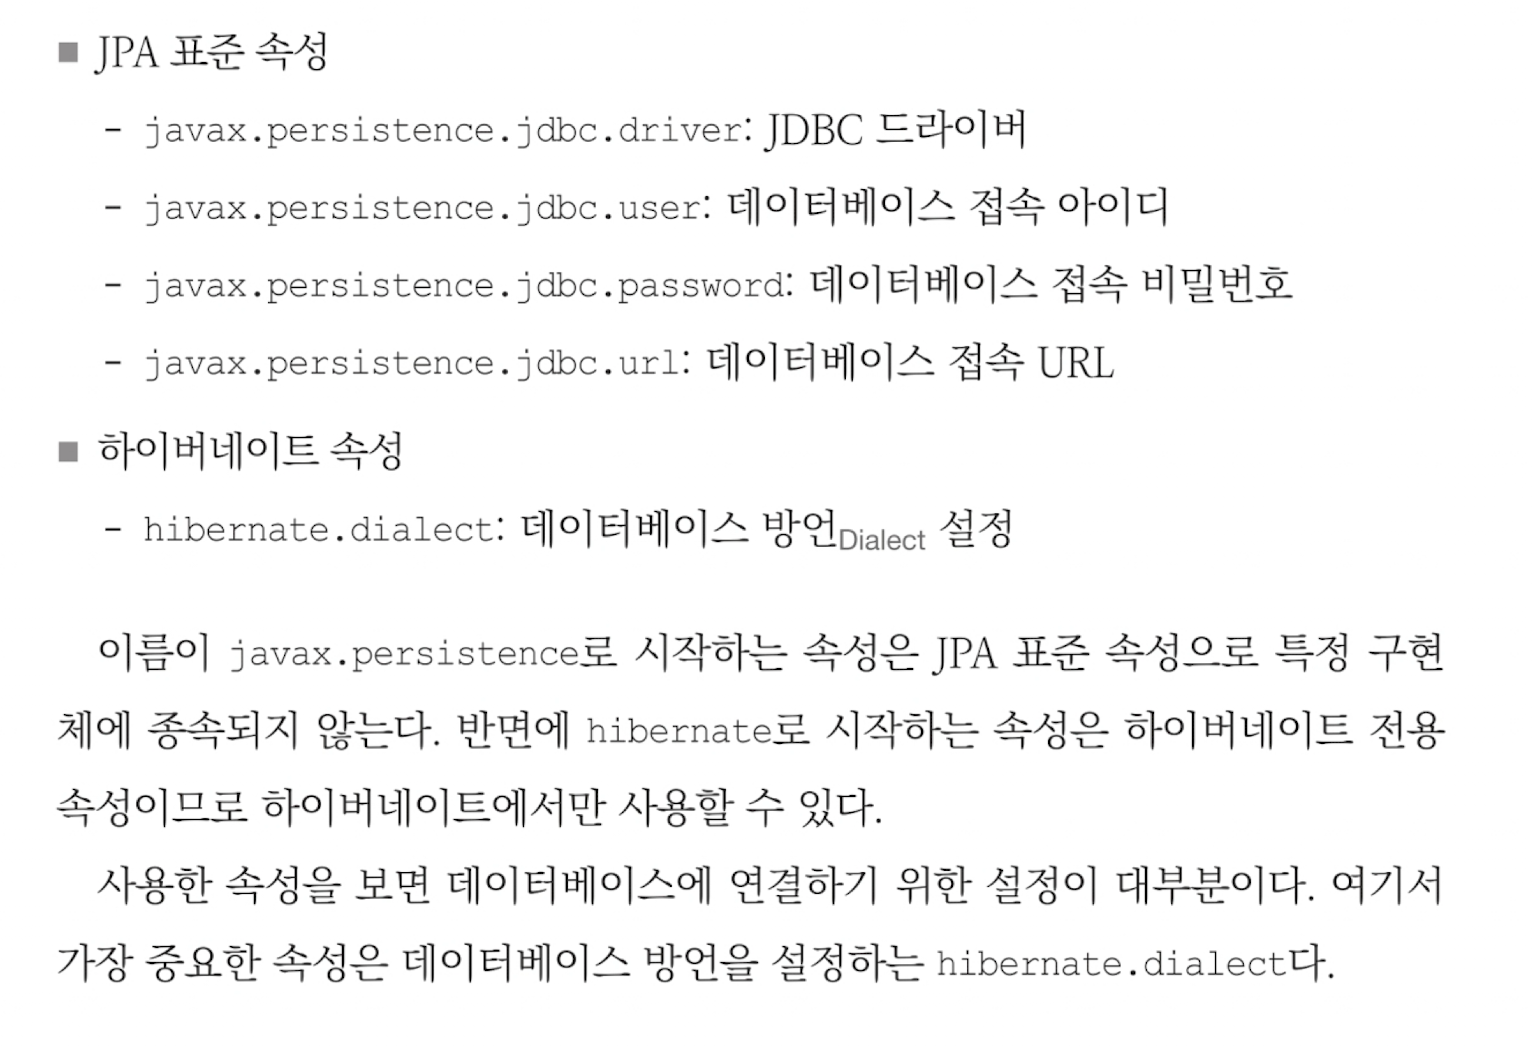 ■ JPA 표준 속성
- javax.persistence.jdbc.driver: JDBC 드라이버
- javax.persistence.jdbc.user: 데이터베이스 접속 아이디
- javax.persistence.jdbc.password: 데이터베이스 접속 비밀번호
- javax.persistence.jdbc.url: 데이터베이스 접속 URL
■ 하이버네이트 속성
- hibernate.dialect: 데이터베이스 방언Dialect 설정
이름이 javax.persistence로 시작하는 속성은 JPA 표준 속성으로 특정 구현
체에 종속되지 않는다. 반면에 hibernate로 시작하는 속성은 하이버네이트 전용
속성이므로 하이버네이트에서만 사용할 수 있다.
사용한 속성을 보면 데이터베이스에 연결하기 위한 설정이 대부분이다. 여기서
가장 중요한 속성은 데이터베이스 방언을 설정하는 hibernate.dialect다.